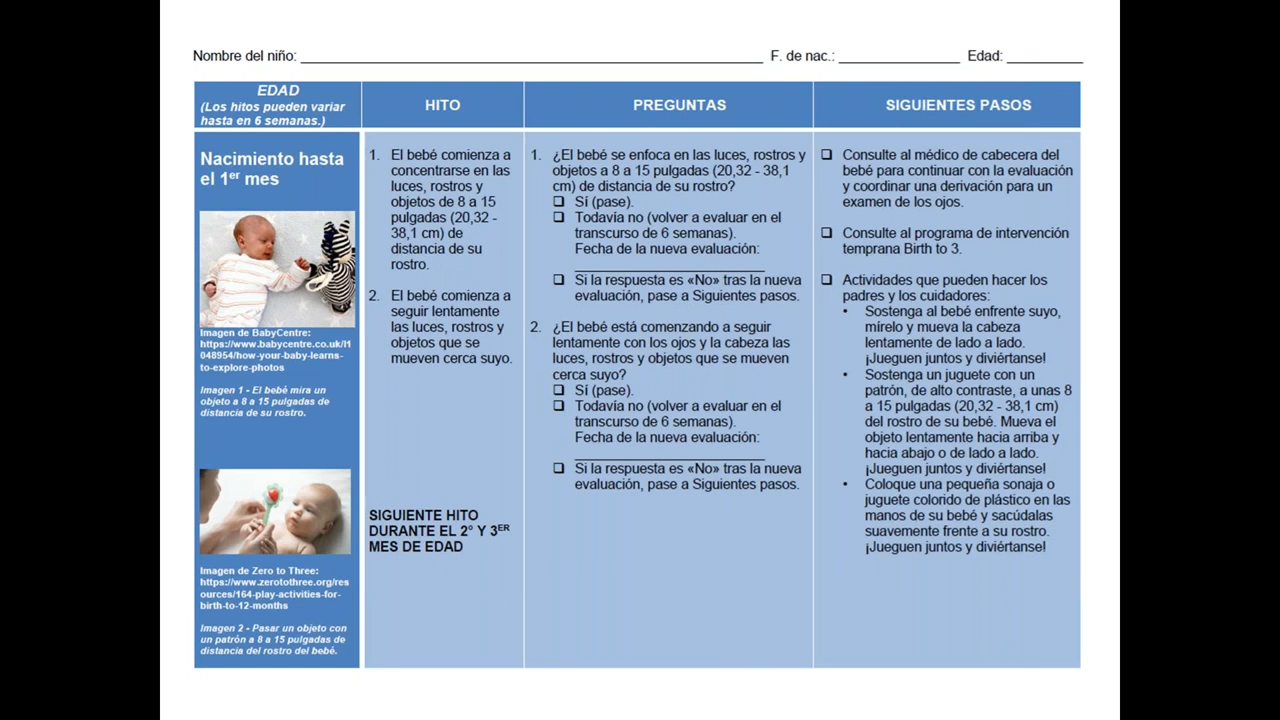 Nombre del niño: ______ F. de nac.: ______ Edad: ______
EDAD
(Los hitos pueden variar
hasta en 6 semanas.)
HITO
PREGUNTAS
SIGUIENTES PASOS
Nacimiento hasta
el 1er mes
Imagen de BabyCentre:
https://www.babycentre.co.uk/l1
048954/how-your-baby-learns-
to-explore-photos
Imagen 1 - El bebé mira un
objeto a 8 a 15 pulgadas de
distancia de su rostro.
Imagen de Zero to Three:
https://www.zerotothree.org/res
ources/164-play-activities-for-
birth-to-12-months
Imagen 2 - Pasar un objeto con
un patrón a 8 a 15 pulgadas de
distancia del rostro del bebé.
1. El bebé comienza a
concentrarse en las
luces, rostros y
objetos de 8 a 15
pulgadas (20,32 -
38,1 cm) de
distancia de su
rostro.
2. El bebé comienza a
seguir lentamente
las luces, rostros y
objetos que se
mueven cerca suyo.
SIGUIENTE HITO
DURANTE EL 2° Y 3ER
MES DE EDAD
1. ¿El bebé se enfoca en las luces, rostros y
objetos a 8 a 15 pulgadas (20,32 - 38,1
cm) de distancia de su rostro?
❑ Sí (pase).
❑ Todavía no (volver a evaluar en el
transcurso de 6 semanas).
Fecha de la nueva evaluación:
______
❑ Si la respuesta es «No» tras la nueva
evaluación, pase a Siguientes pasos.
2. ¿El bebé está comenzando a seguir
lentamente con los ojos y la cabeza las
luces, rostros y objetos que se mueven
cerca suyo?
❑ Sí (pase).
❑ Todavía no (volver a evaluar en el
transcurso de 6 semanas).
Fecha de la nueva evaluación:
______
❑ Si la respuesta es «No» tras la nueva
evaluación, pase a Siguientes pasos.
❑ Consulte al médico de cabecera del
bebé para continuar con la evaluación
y coordinar una derivación para un
examen de los ojos.
❑ Consulte al programa de intervención
temprana Birth to 3.
❑ Actividades que pueden hacer los
padres y los cuidadores:
• Sostenga al bebé enfrente suyo,
mírelo y mueva la cabeza
lentamente de lado a lado.
¡Jueguen juntos y diviértanse!
• Sostenga un juguete con un
patrón, de alto contraste, a unas 8
a 15 pulgadas (20,32 - 38,1 cm)
del rostro de su bebé. Mueva el
objeto lentamente hacia arriba y
hacia abajo o de lado a lado.
¡Jueguen juntos y diviértanse!
• Coloque una pequeña sonaja o
juguete colorido de plástico en las
manos de su bebé y sacúdalas
suavemente frente a su rostro.
¡Jueguen juntos y diviértanse!